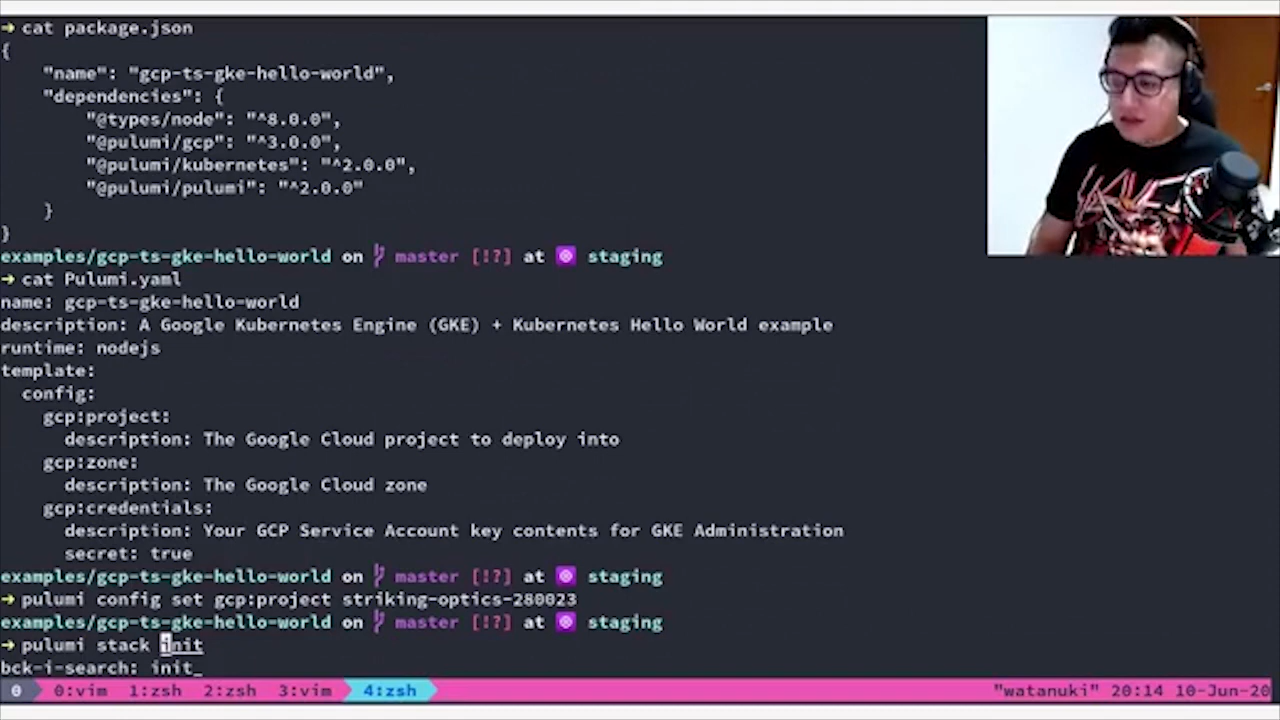 → cat package.json
{
    "name": "gcp-ts-gke-hello-world",
    "dependencies": {
        "@types/node": "^8.0.0",
        "@pulumi/gcp": "^3.0.0",
        "@pulumi/kubernetes": "^2.0.0",
        "@pulumi/pulumi": "^2.0.0"
    }
}
examples/gcp-ts-gke-hello-world on master [!?] at staging
→ cat Pulumi.yaml
name: gcp-ts-gke-hello-world
description: A Google Kubernetes Engine (GKE) + Kubernetes Hello World example
runtime: nodejs
template:
  config:
    gcp:project:
      description: The Google Cloud project to deploy into
    gcp:zone:
      description: The Google Cloud zone
    gcp:credentials:
      description: Your GCP Service Account key contents for GKE Administration
      secret: true
examples/gcp-ts-gke-hello-world on master [!?] at staging
→ pulumi config set gcp:project striking-optics-280023
examples/gcp-ts-gke-hello-world on master [!?] at staging
→ pulumi stack init
bck-i-search: init_
0 0:vim 1:zsh 2:zsh 3:vim 4:zsh "watanuki" 20:14 10-Jun-20